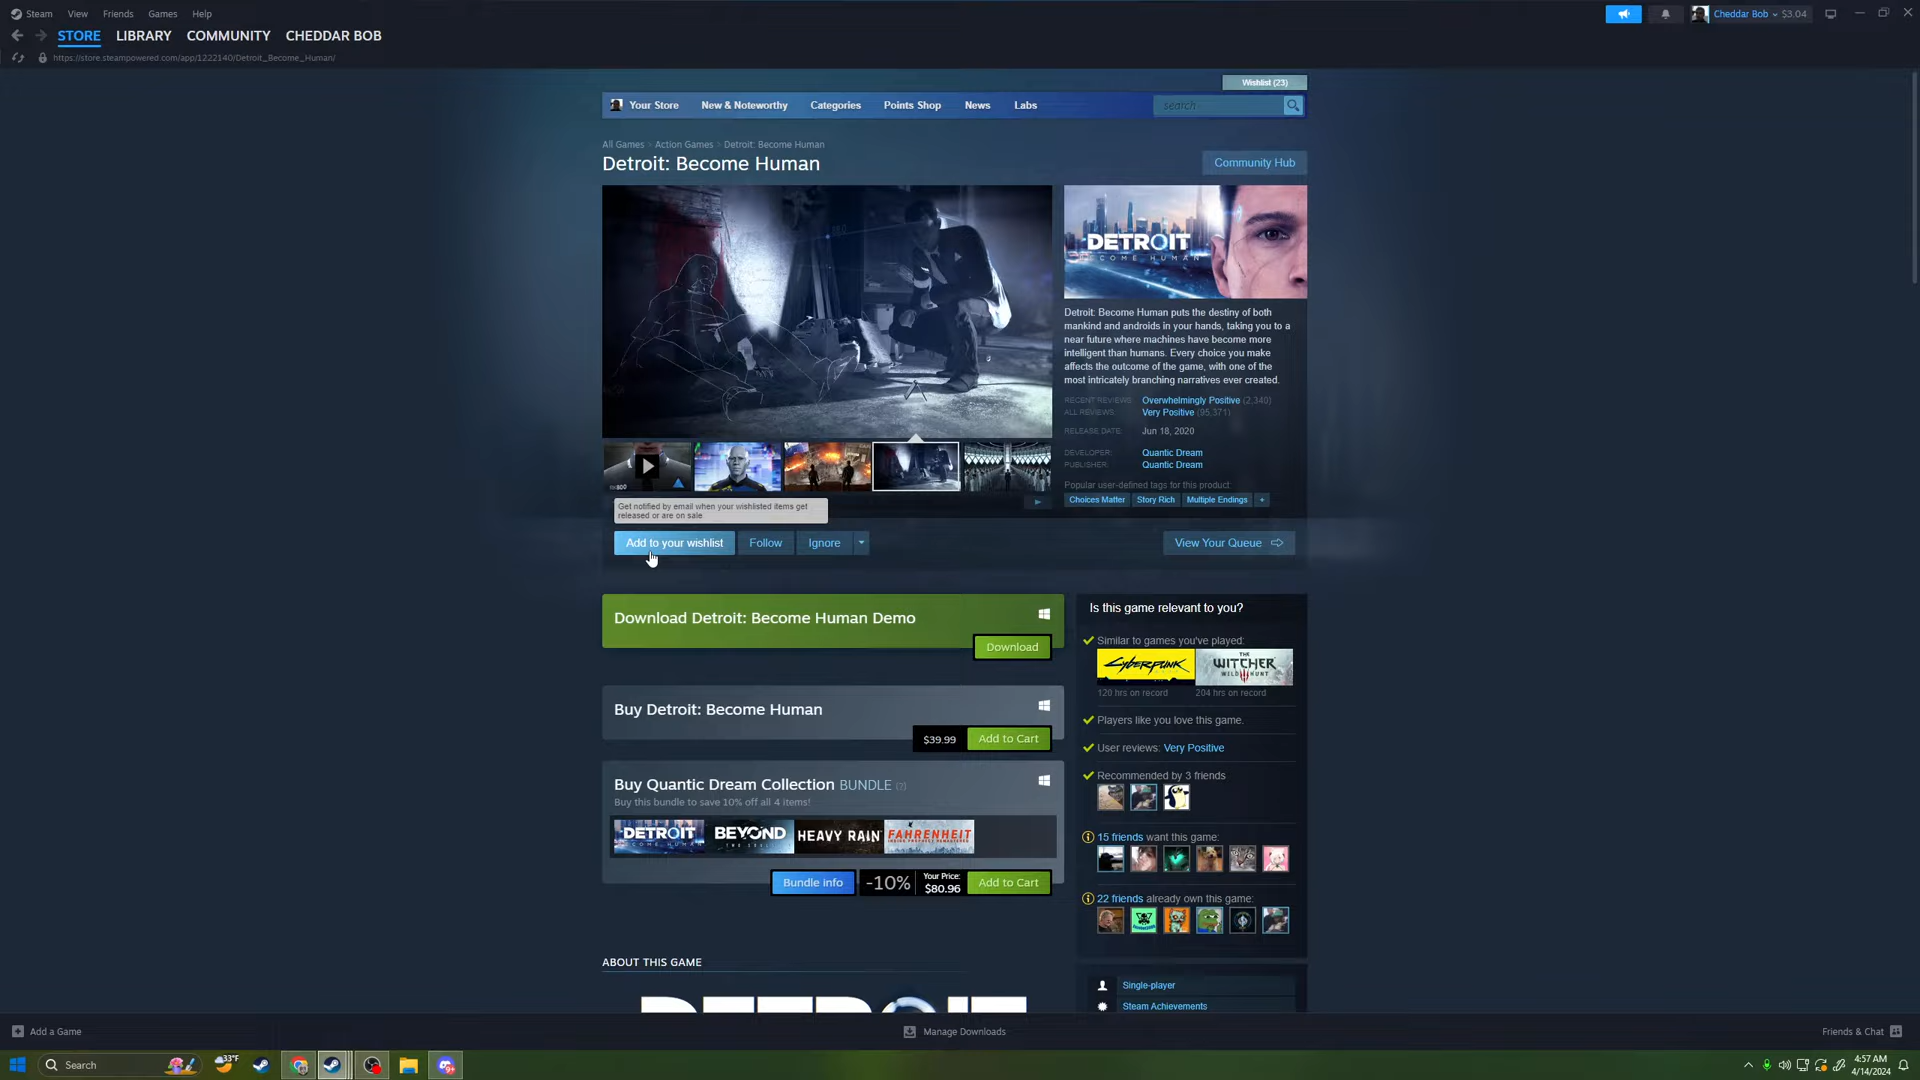 Steam View Friends Games Help
Cheddar Bob $3.04
STORE LIBRARY COMMUNITY CHEDDAR BOB
https://store.steampowered.com/app/1222140/Detroit_Become_Human/
Wishlist (23)
Your Store New & Noteworthy Categories Points Shop News Labs
search
All Games > Action Games > Detroit: Become Human
Detroit: Become Human
Community Hub
DETROIT
BECOME HUMAN
Detroit: Become Human puts the destiny of both
mankind and androids in your hands, taking you to a
near future where machines have become more
intelligent than humans. Every choice you make
affects the outcome of the game, with one of the
most intricately branching narratives ever created.
RECENT REVIEWS: Overwhelmingly Positive (2,340)
ALL REVIEWS: Very Positive (95,371)
RELEASE DATE: Jun 18, 2020
DEVELOPER: Quantic Dream
PUBLISHER: Quantic Dream
Popular user-defined tags for this product:
Choices Matter Story Rich Multiple Endings +
Get notified by email when your wishlisted items get
released or are on sale
Add to your wishlist Follow Ignore
View Your Queue
Download Detroit: Become Human Demo
Download
Buy Detroit: Become Human
$39.99 Add to Cart
Buy Quantic Dream Collection BUNDLE (?)
Buy this bundle to save 10% off all 4 items!
DETROIT
BECOME HUMAN
BEYOND
HEAVY RAIN
FAHRENHEIT
Bundle info -10% Your Price:
$80.96 Add to Cart
Is this game relevant to you?
Similar to games you've played:
CYBERPUNK
THE
WITCHER
WILD HUNT
120 hrs on record 204 hrs on record
Players like you love this game.
User reviews: Very Positive
Recommended by 3 friends
15 friends want this game:
22 friends already own this game:
Single-player
Steam Achievements
ABOUT THIS GAME
DETROIT
Add a Game
Manage Downloads
Friends & Chat
Search
33°F
4:57 AM
4/14/2024